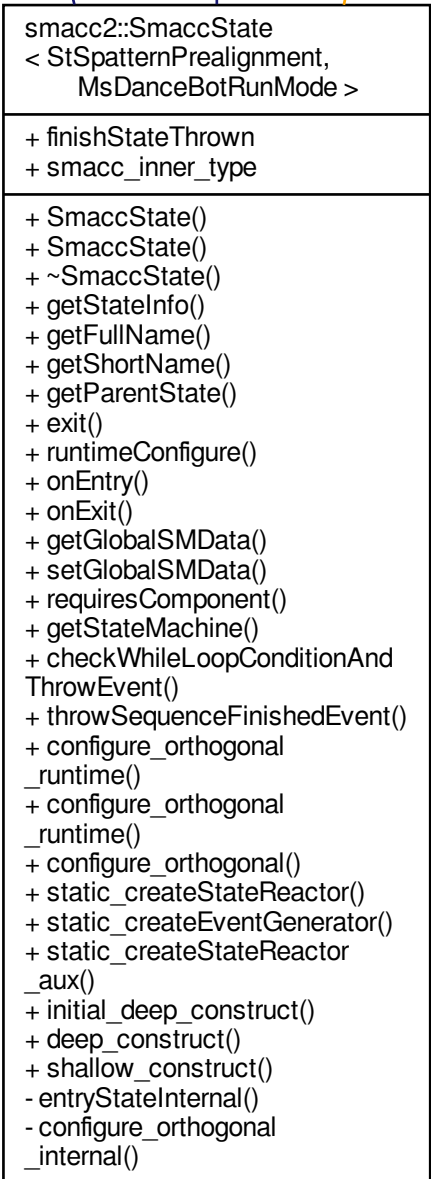 smacc2::SmaccState
< StSpatternPrealignment,
MsDanceBotRunMode >
+ finishStateThrown
+ smacc_inner_type
+ SmaccState()
+ SmaccState()
+ ~SmaccState()
+ getStateInfo()
+ getFullName()
+ getShortName()
+ getParentState()
+ exit()
+ runtimeConfigure()
+ onEntry()
+ onExit()
+ getGlobalSMData()
+ setGlobalSMData()
+ requiresComponent()
+ getStateMachine()
+ checkWhileLoopConditionAnd
ThrowEvent()
+ throwSequenceFinishedEvent()
+ configure_orthogonal
_runtime()
+ configure_orthogonal
_runtime()
+ configure_orthogonal()
+ static_createStateReactor()
+ static_createEventGenerator()
+ static_createStateReactor
_aux()
+ initial_deep_construct()
+ deep_construct()
+ shallow_construct()
- entryStateInternal()
- configure_orthogonal
_internal()